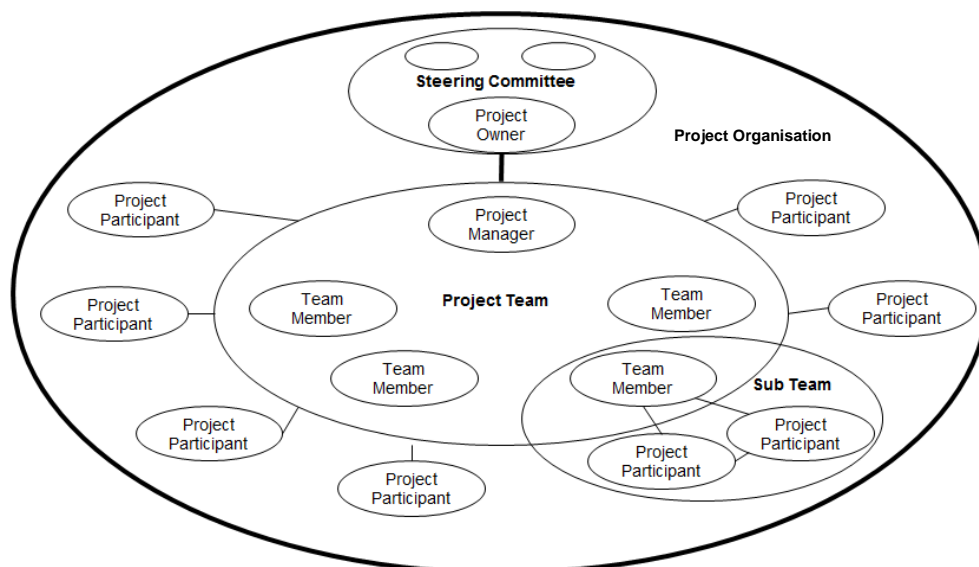 Steering Committee
Project
Owner
Project Organisation
Project
Participant
Project
Manager
Project
Participant
Project
Participant
Team
Member
Project Team
Team
Member
Project
Participant
Team
Member
Team
Member
Sub Team
Project
Participant
Project
Participant
Project
Participant
Project
Participant